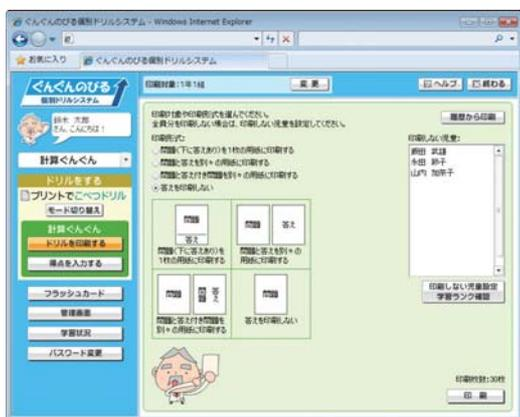 ぐんぐんのびる個別ドリルシステム - Windows Internet Explorer
お気に入り
ぐんぐんのびる個別ドリルシステム
ぐんぐんのびる
個別ドリルシステム
印刷対象:1年1組
変更
ヘルプ
終わる
鈴木 太郎
さん、こんにちは!
計算ぐんぐん
ドリルをする
プリントでこべつドリル
モード切り替え
計算ぐんぐん
ドリルを印刷する
得点を入力する
フラッシュカード
管理画面
学習状況
パスワード変更
印刷対象や印刷形式を選んでください。
全員分を印刷しない場合は、印刷しない児童を設定してください。
履歴から印刷
印刷形式:
問題(下に答えあり)を1枚の用紙に印刷する
問題と答えを別々の用紙に印刷する
問題と答え付き問題を別々の用紙に印刷する
答えを印刷しない
問題
答え
問題(下に答えあり)を
1枚の用紙に印刷する
問題 答え
問題と答えを別々の
用紙に印刷する
問題 問題 答え
問題と答え付き問題を
別々の用紙に印刷する
問題
答えを印刷しない
印刷しない児童:
飯田 武雄
永田 鈴子
山内 加奈子
印刷しない児童設定
学習ランク確認
印刷枚数:30枚
印刷